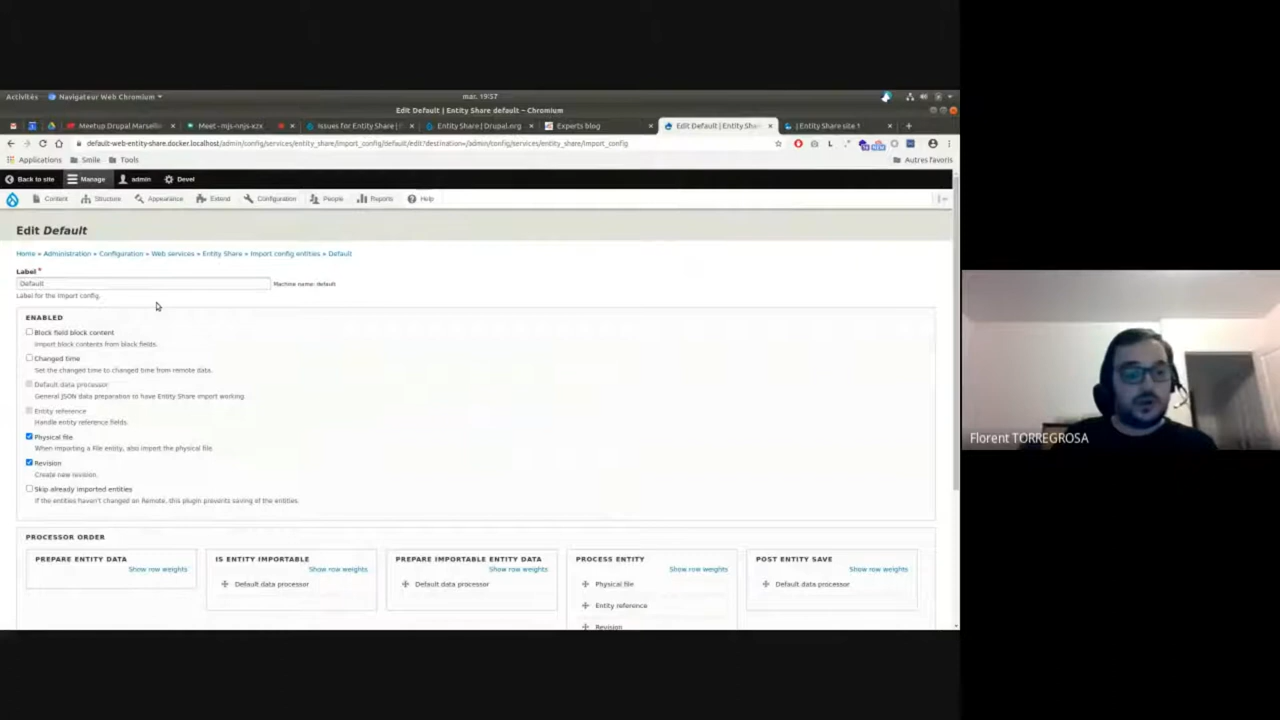 Activités Navigateur Web Chromium mar. 19:57
Edit Default | Entity Share default – Chromium
Meetup Drupal Marseill Meet – mjs-nnjs-xzx Issues for Entity Share | Entity Share | Drupal.org Experts blog Edit Default | Entity Shar | Entity Share site 1
default-web-entity-share.docker.localhost/admin/config/services/entity_share/import_config/default/edit?destination=/admin/config/services/entity_share/import_config
Applications Smile Tools Autres favoris
Back to site Manage admin Devel
Content Structure Appearance Extend Configuration People Reports Help
Edit Default
Home » Administration » Configuration » Web services » Entity Share » Import config entities » Default
Label *
Default Machine name: default
Label for the import config.
ENABLED
Block field block content
Import block contents from block fields.
Changed time
Set the changed time to changed time from remote data.
Default data processor
General JSON data preparation to have Entity Share import working.
Entity reference
Handle entity reference fields.
Physical file
When importing a File entity, also import the physical file.
Revision
Create new revision.
Skip already imported entities
If the entities haven't changed on Remote, this plugin prevents saving of the entities.
PROCESSOR ORDER
PREPARE ENTITY DATA IS ENTITY IMPORTABLE PREPARE IMPORTABLE ENTITY DATA PROCESS ENTITY POST ENTITY SAVE
Show row weights Show row weights Show row weights Show row weights Show row weights
Default data processor Default data processor Physical file Default data processor
Entity reference
Revision
Florent TORREGROSA